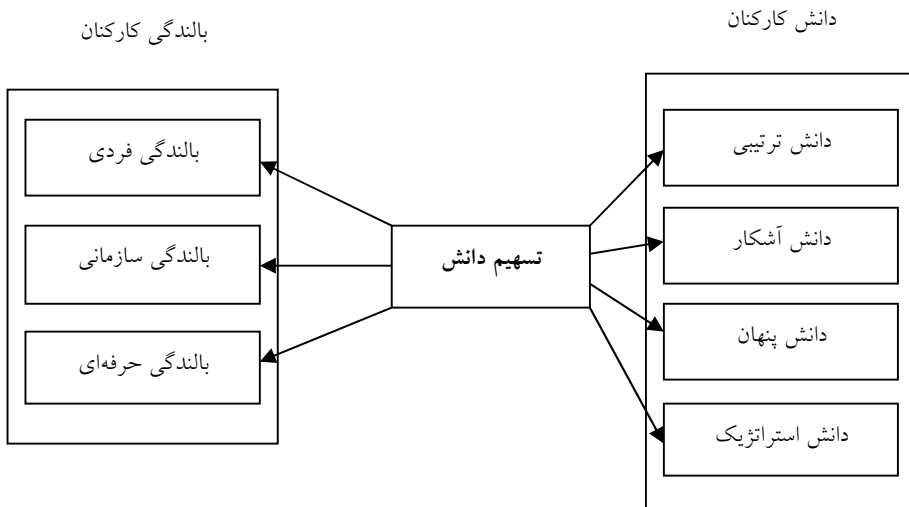 دانش کارکنان
بالندگی کارکنان
دانش ترتیبی
دانش آشکار
دانش پنهان
دانش استراتژیک
تسهیم دانش
بالندگی فردی
بالندگی سازمانی
بالندگی حرفه‌ای